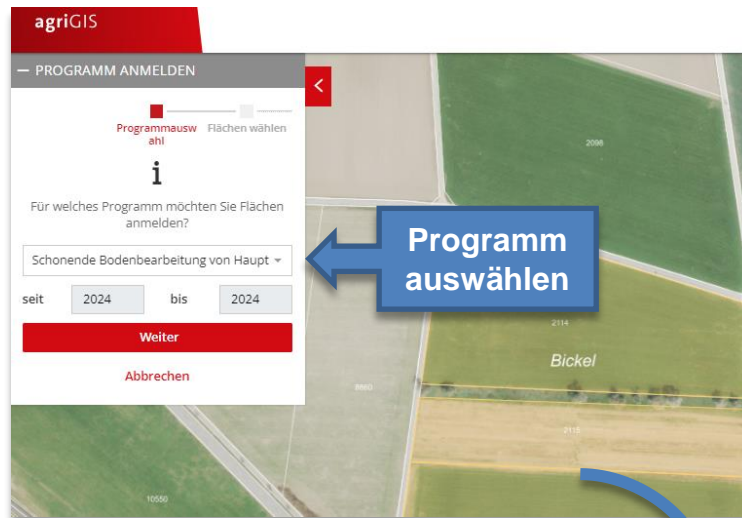 agriGIS
— PROGRAMM ANMELDEN
<
Programmausw
ahl
Flächen wählen
i
Für welches Programm möchten Sie Flächen
anmelden?
Schonende Bodenbearbeitung von Haupt
seit 2024 bis 2024
Weiter
Abbrechen
Programm
auswählen
2098
2114
Bickel
8660
2115
10550